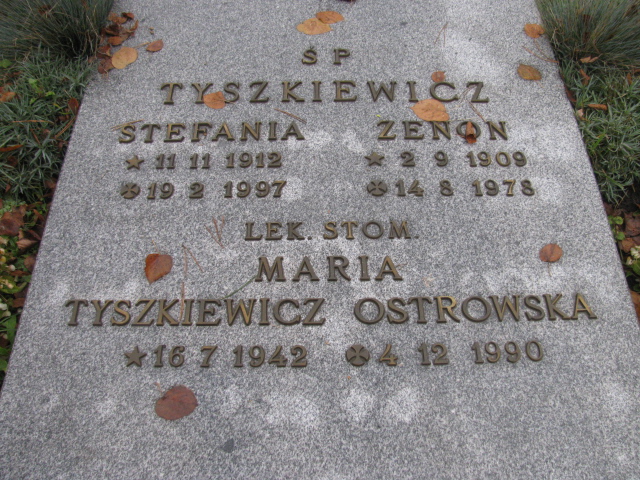 ŚP
TYSZKIEWICZ
STEFANIA ZENON
★ 11 11 1912 ★ 2 9 1909
✠ 19 2 1997 ✠ 14 8 1978
LEK. STOM.
MARIA
TYSZKIEWICZ OSTROWSKA
★ 16 7 1942 ✠ 4 12 1990